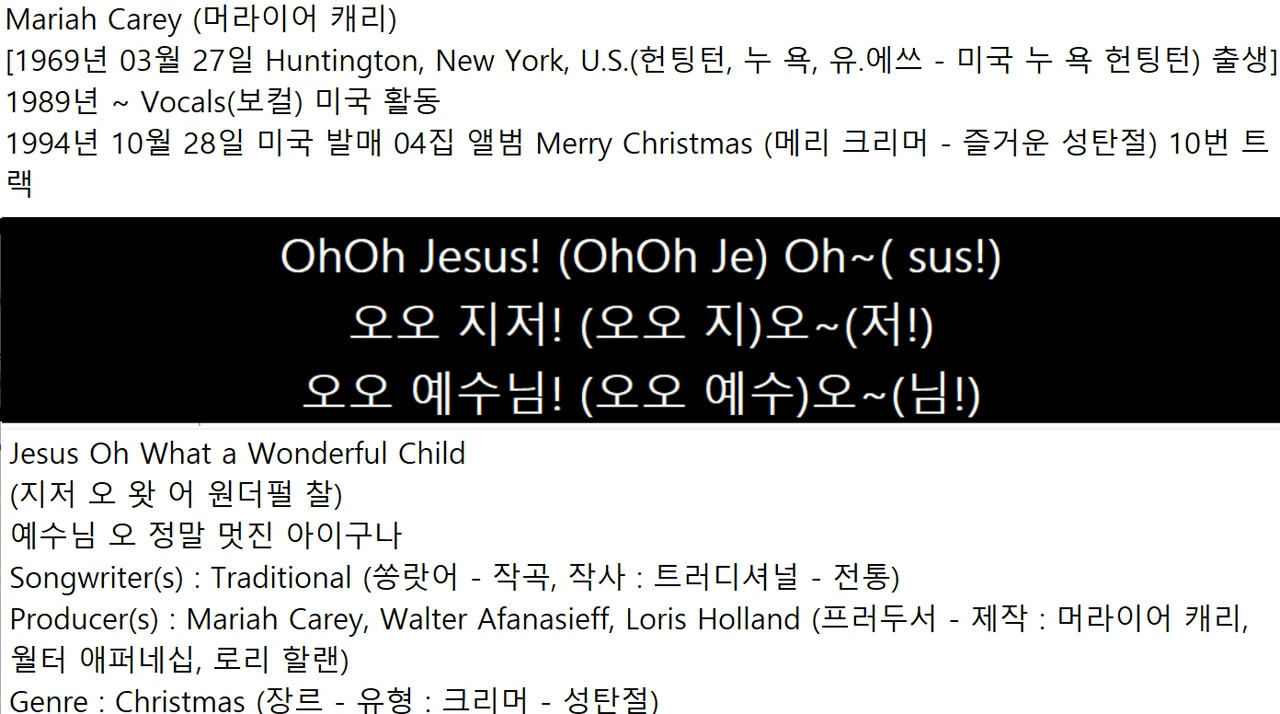 Mariah Carey (머라이어 캐리)
[1969년 03월 27일 Huntington, New York, U.S.(헌팅턴, 누 욕, 유.에쓰 - 미국 누 욕 헌팅턴) 출생]
1989년 ~ Vocals(보컬) 미국 활동
1994년 10월 28일 미국 발매 04집 앨범 Merry Christmas (메리 크리머 - 즐거운 성탄절) 10번 트
랙
OhOh Jesus! (OhOh Je) Oh~( sus!)
오오 지저! (오오 지)오~(저!)
오오 예수님! (오오 예수)오~(님!)
Jesus Oh What a Wonderful Child
(지저 오 왓 어 원더펄 찰)
예수님 오 정말 멋진 아이구나
Songwriter(s) : Traditional (쏭랏어 - 작곡, 작사 : 트러디셔널 - 전통)
Producer(s) : Mariah Carey, Walter Afanasieff, Loris Holland (프러두서 - 제작 : 머라이어 캐리,
월터 애퍼네십, 로리 할랜)
Genre : Christmas (장르 - 유형 : 크리머 - 성탄절)